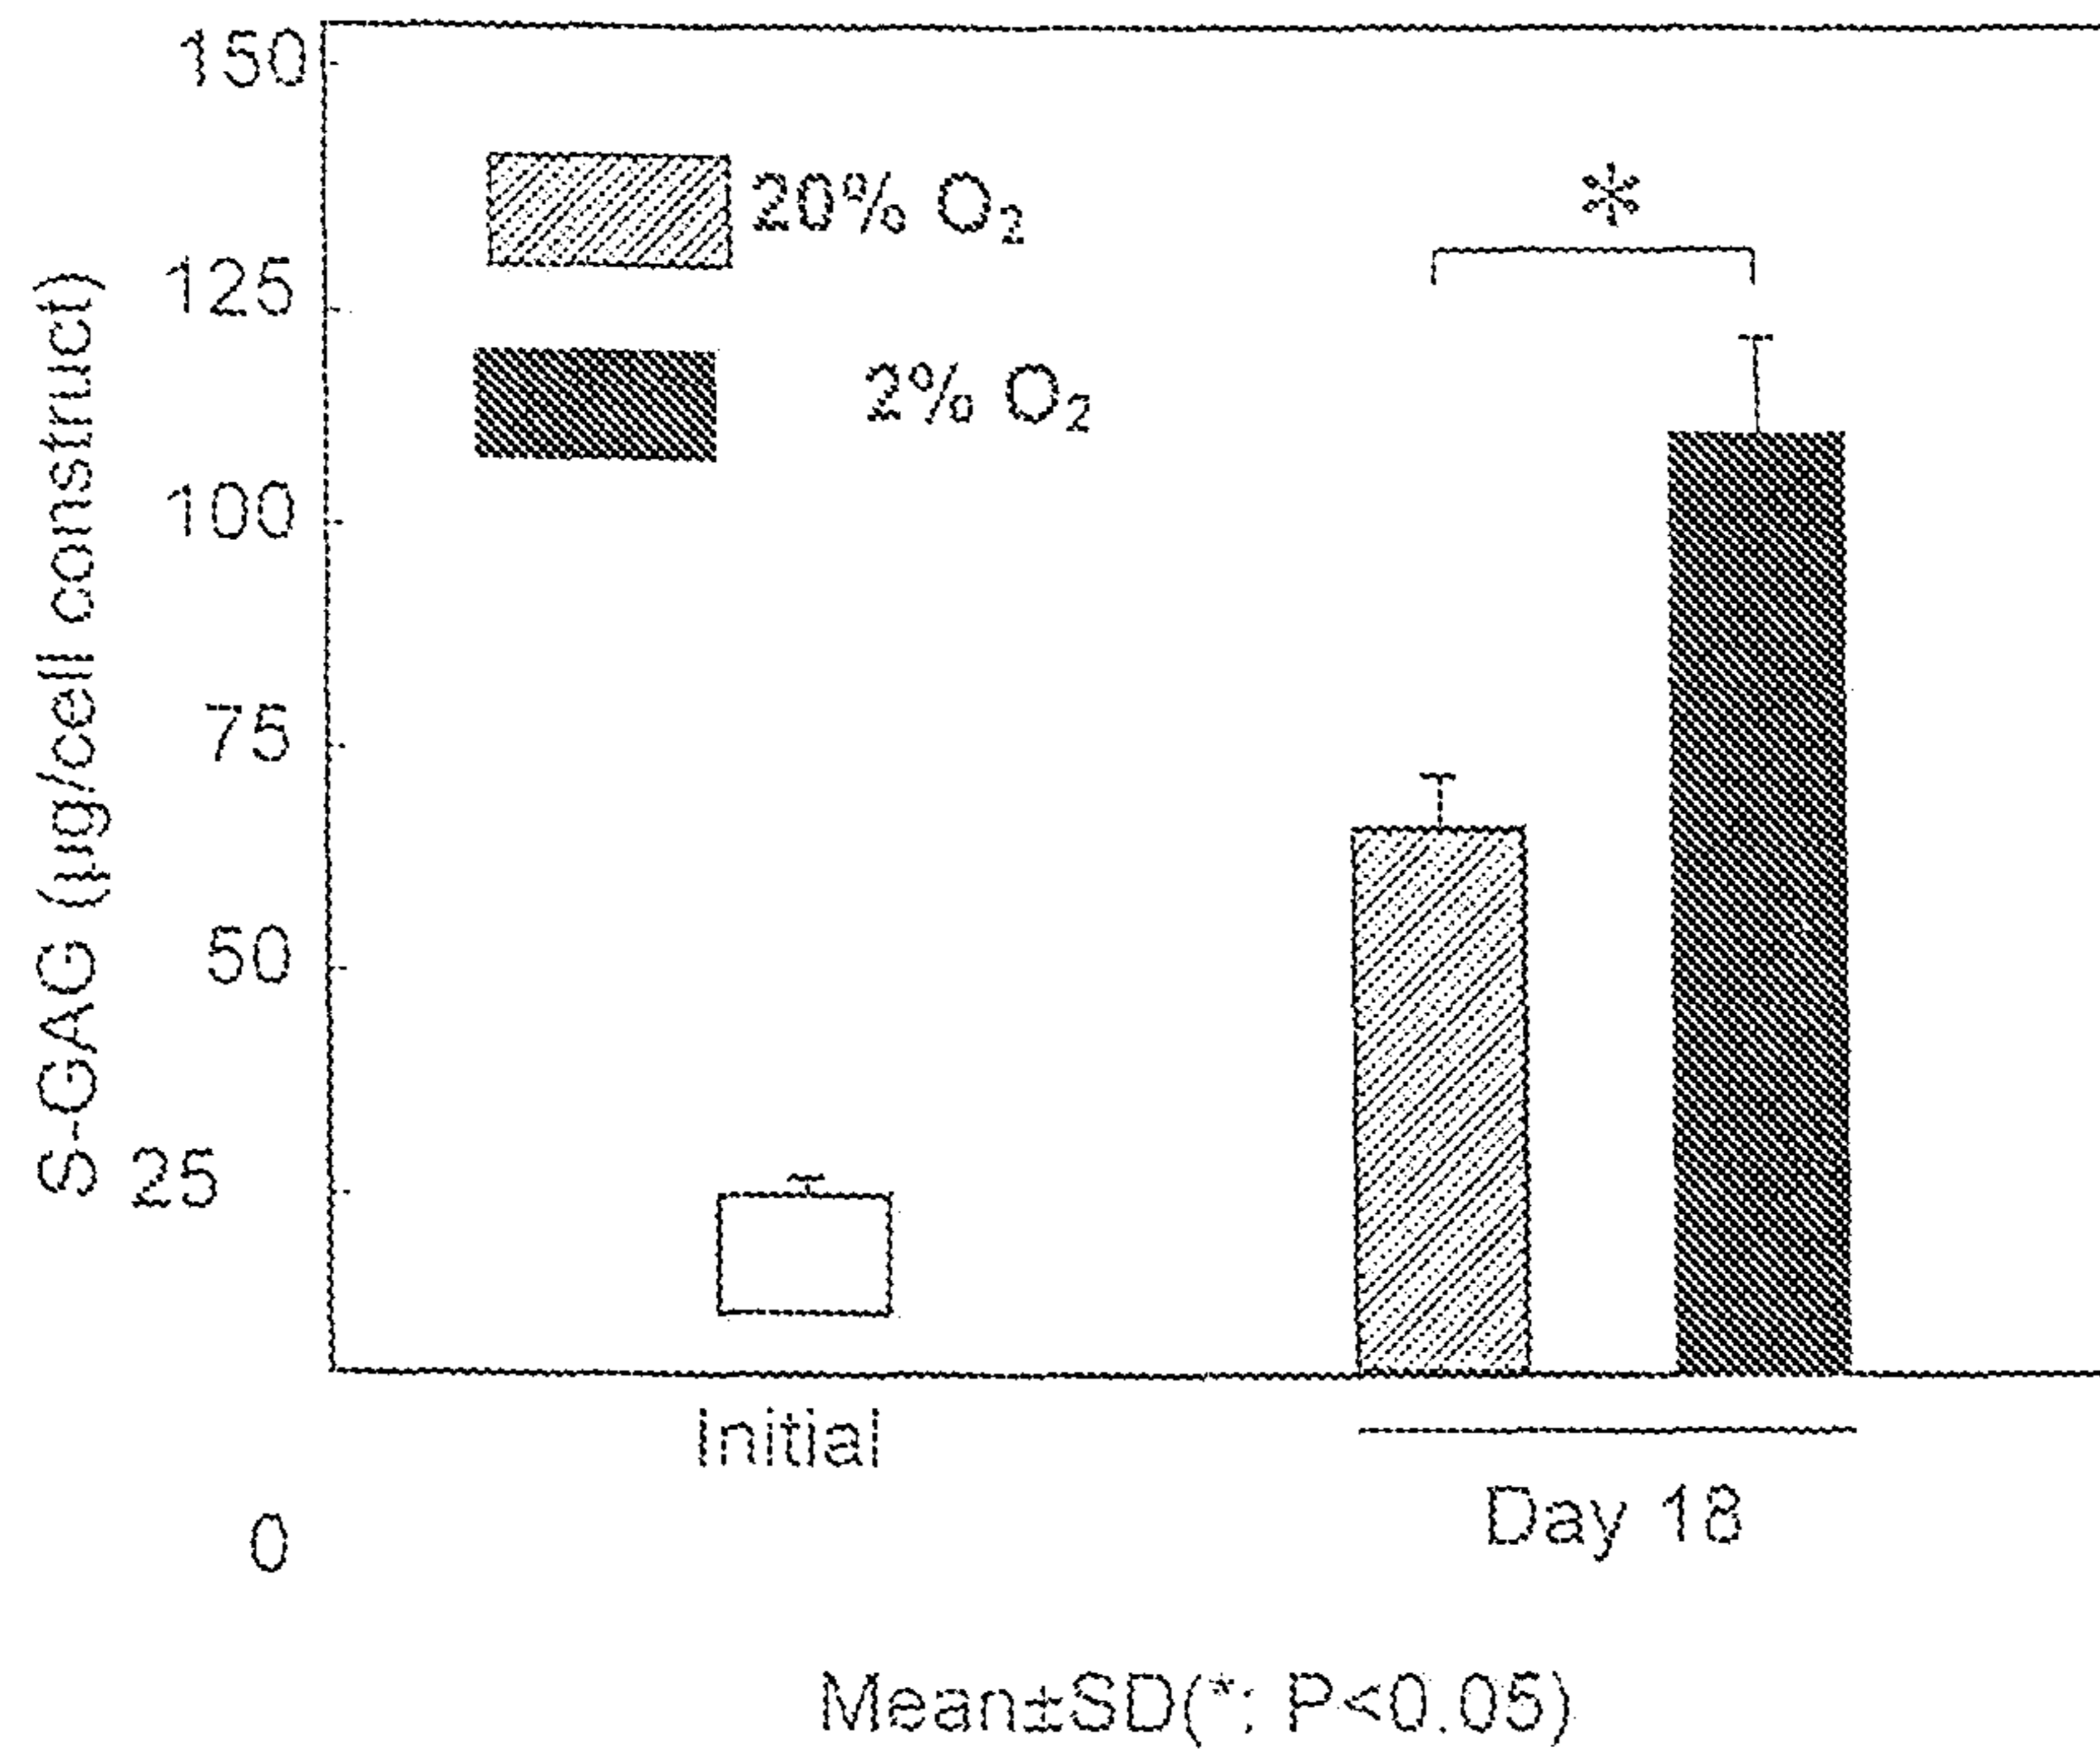 150
20% O₂
*
125
2% O₂
100
75
50
25
S-GAG (µg/cell construct)
Initial
Day 18
0
Mean±SD(*; P<0.05)